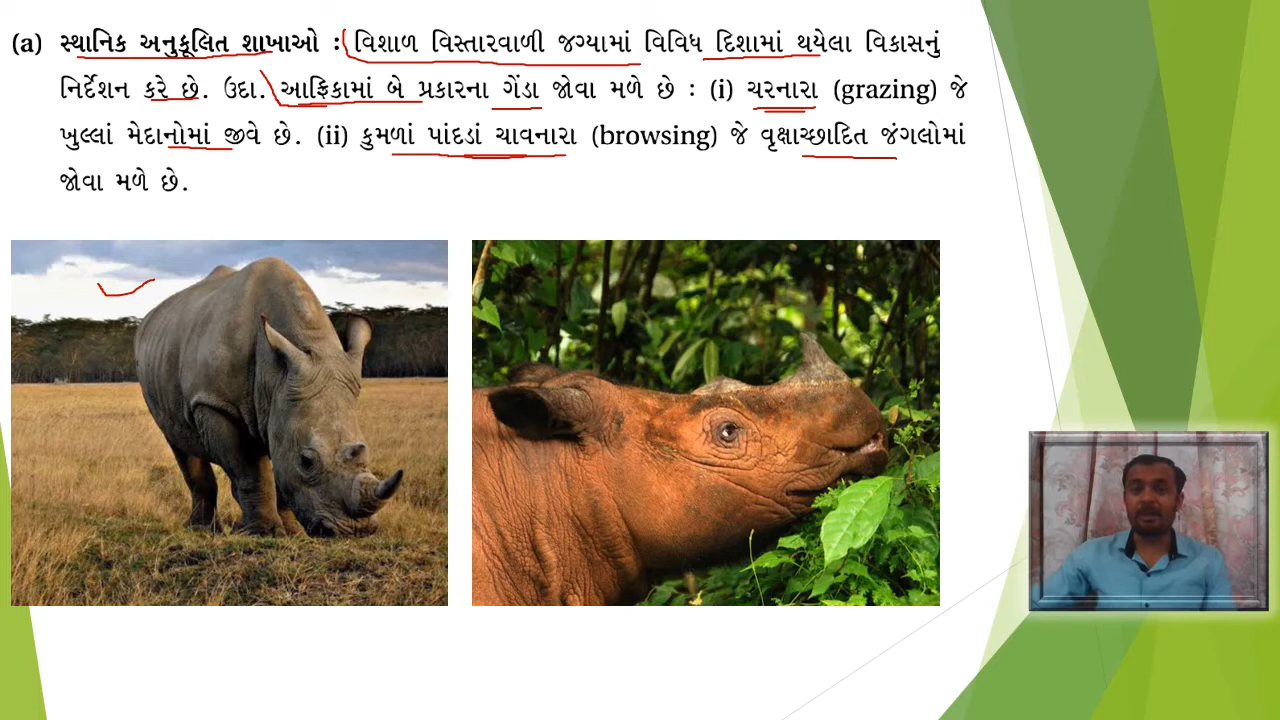 (a) સ્થાનિક અનુકૂલિત શાખાઓ : વિશાળ વિસ્તારવાળી જગ્યામાં વિવિધ દિશામાં થયેલા વિકાસનું
નિર્દેશન કરે છે. ઉદા. આફ્રિકામાં બે પ્રકારના ગેંડા જોવા મળે છે : (i) ચરનારા (grazing) જે
ખુલ્લાં મેદાનોમાં જીવે છે. (ii) કુમળાં પાંદડાં ચાવનારા (browsing) જે વૃક્ષાચ્છાદિત જંગલોમાં
જોવા મળે છે.